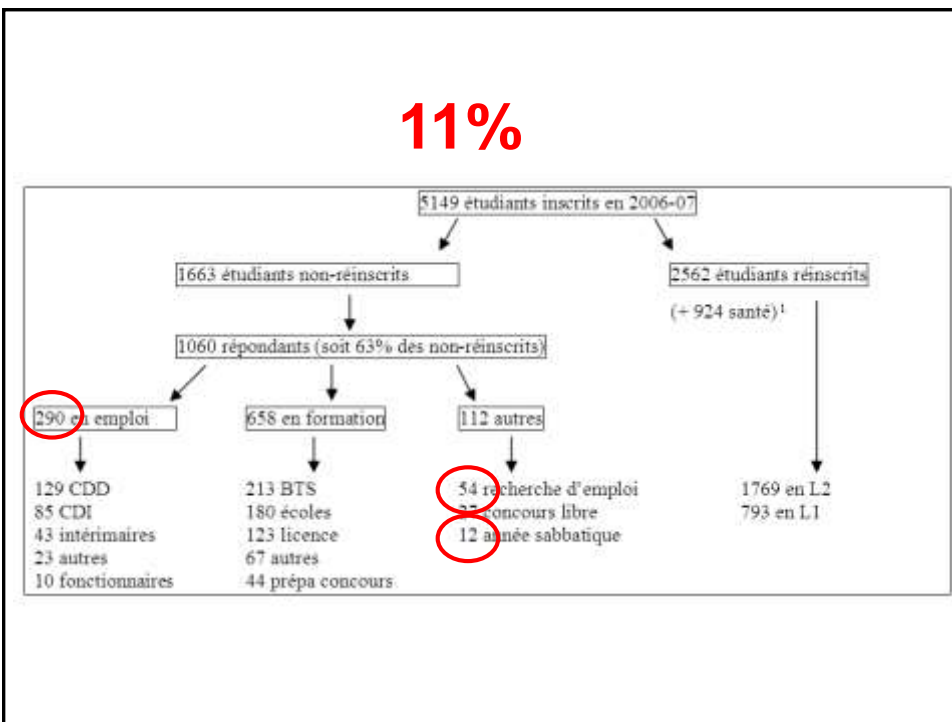 11%
5149 étudiants inscrits en 2006-07
1663 étudiants non-réinscrits
2562 étudiants réinscrits
(+ 924 santé)¹
1060 répondants (soit 63% des non-réinscrits)
290 en emploi
658 en formation
112 autres
129 CDD
85 CDI
43 intérimaires
23 autres
10 fonctionnaires
213 BTS
180 écoles
123 licence
67 autres
44 prépa concours
54 recherche d'emploi
concours libre
12 année sabbatique
1769 en L2
793 en L1